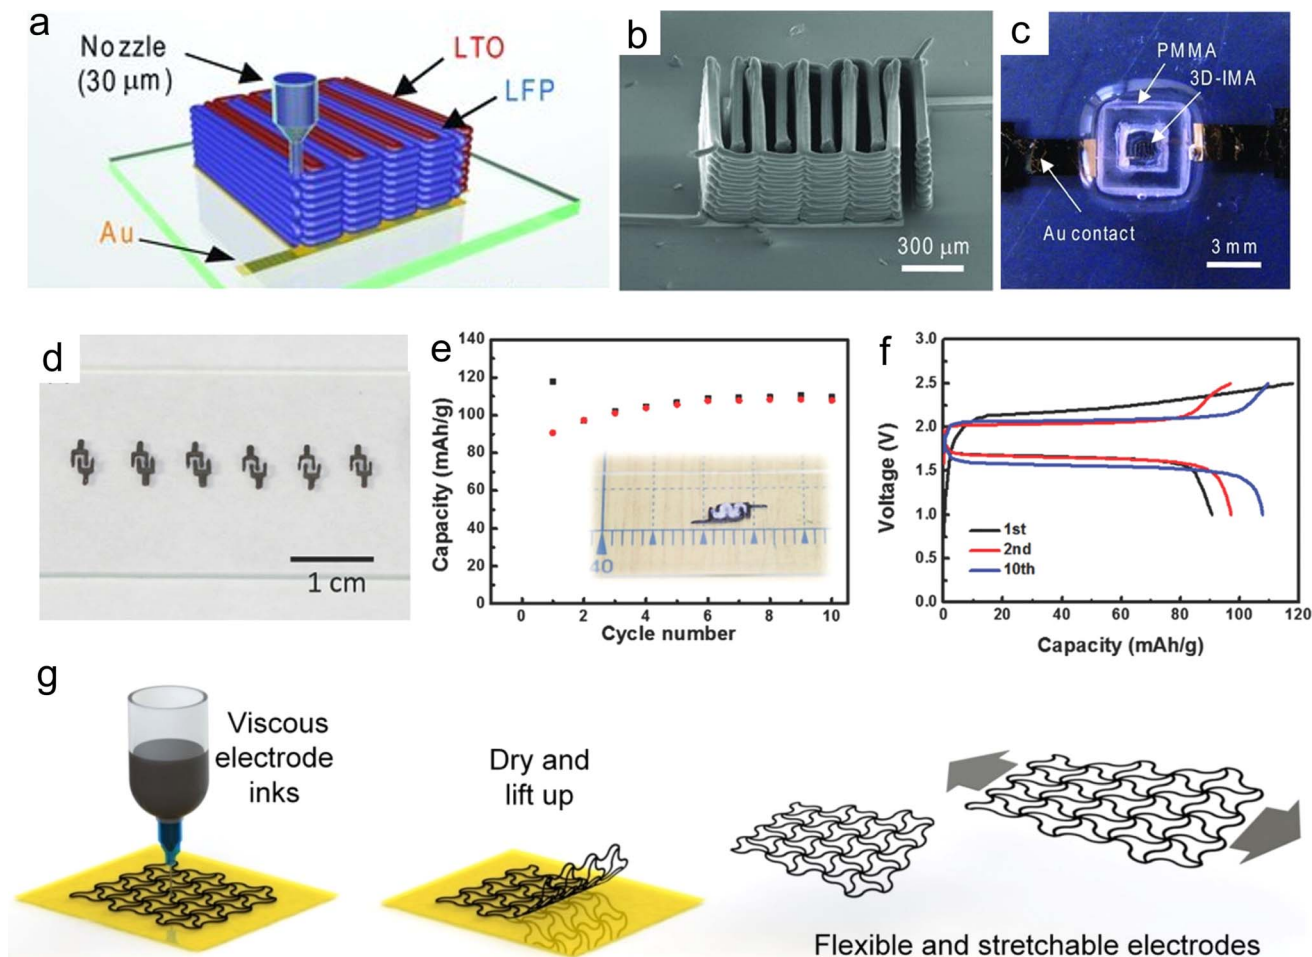 a
Nozzle
(30 μm)
LTO
LFP
Au
b
300 μm
c
PMMA
3D-IMA
Au contact
3 mm
d
1 cm
e
Capacity (mAh/g)
140
120
100
80
60
40
20
0
0 2 4 6 8 10
Cycle number
40
f
Voltage (V)
3.0
2.5
2.0
1.5
1.0
0.5
0.0
1st
2nd
10th
0 20 40 60 80 100 120
Capacity (mAh/g)
g
Viscous
electrode
inks
Dry and
lift up
Flexible and stretchable electrodes